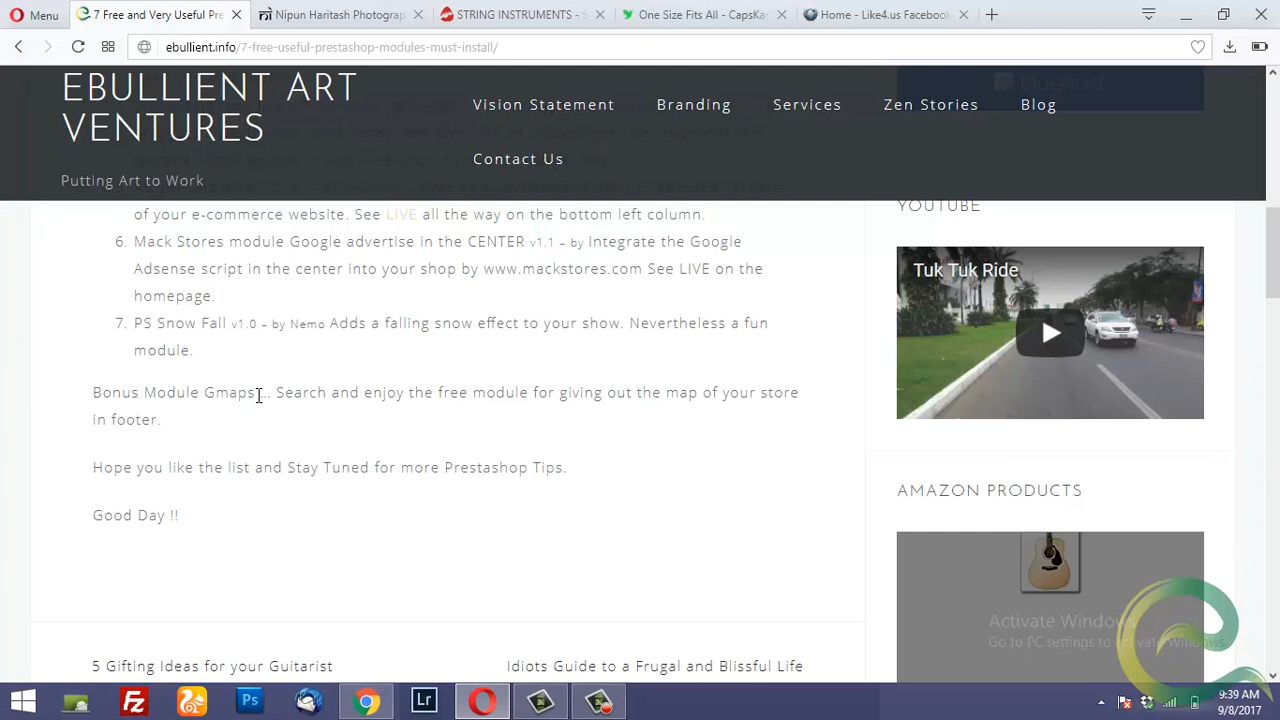 Menu
7 Free and Very Useful Pre
Nipun Haritash Photograp
STRING INSTRUMENTS - S
One Size Fits All - CapsKa
Home - Like4.us Facebook
ebullient.info/7-free-useful-prestashop-modules-must-install/
EBULLIENT ART
VENTURES
Putting Art to Work
Vision Statement
Branding
Services
Zen Stories
Blog
Contact Us
bluehost
of your e-commerce website. See LIVE all the way on the bottom left column.
6. Mack Stores module Google advertise in the CENTER v1.1 – by Integrate the Google
Adsense script in the center into your shop by www.mackstores.com See LIVE on the
homepage.
7. PS Snow Fall v1.0 – by Nemo Adds a falling snow effect to your show. Nevertheless a fun
module.
Bonus Module Gmaps … Search and enjoy the free module for giving out the map of your store
in footer.
Hope you like the list and Stay Tuned for more Prestashop Tips.
Good Day !!
5 Gifting Ideas for your Guitarist
Idiots Guide to a Frugal and Blissful Life
YOUTUBE
Tuk Tuk Ride
AMAZON PRODUCTS
Activate Windows
Go to PC settings to activate Windows.
Fz
Ps
Lr
9:39 AM
9/8/2017